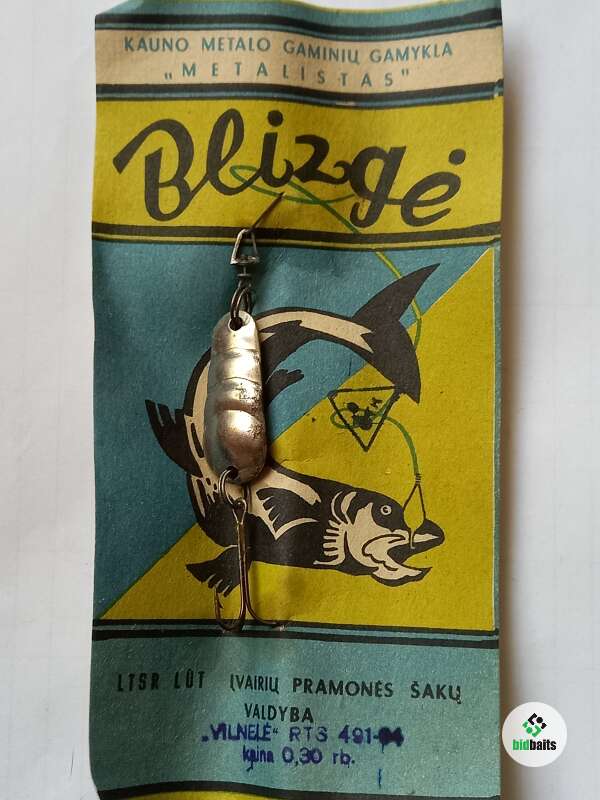 KAUNO METALO GAMINIŲ GAMYKLA
"METALISTAS"
Blizgė
LTSR LŪT ĮVAIRIŲ PRAMONĖS ŠAKŲ
VALDYBA
„VILNELĖ" RTS 491-64
kaina 0,30 rb.
bidbaits